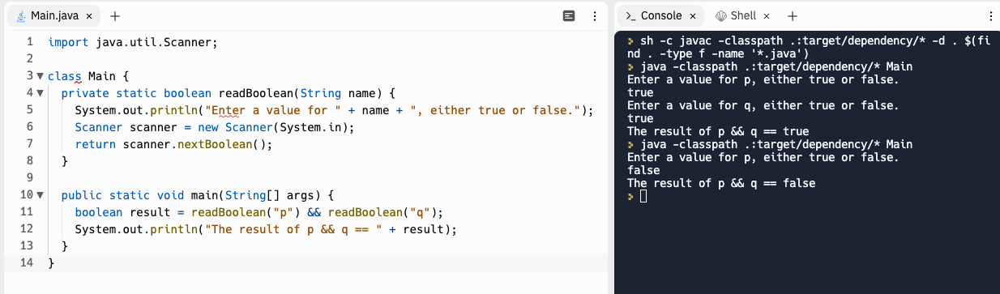 Main.java × +
1 import java.util.Scanner;
2
3 class Main {
4 private static boolean readBoolean(String name) {
5 System.out.println("Enter a value for " + name + ", either true or false.");
6 Scanner scanner = new Scanner(System.in);
7 return scanner.nextBoolean();
8 }
9
10 public static void main(String[] args) {
11 boolean result = readBoolean("p") && readBoolean("q");
12 System.out.println("The result of p && q == " + result);
13 }
14 }
>_ Console × Shell × +
sh -c javac -classpath .:target/dependency/* -d . $(fi
nd . -type f -name '*.java')
java -classpath .:target/dependency/* Main
Enter a value for p, either true or false.
true
Enter a value for q, either true or false.
true
The result of p && q == true
java -classpath .:target/dependency/* Main
Enter a value for p, either true or false.
false
The result of p && q == false